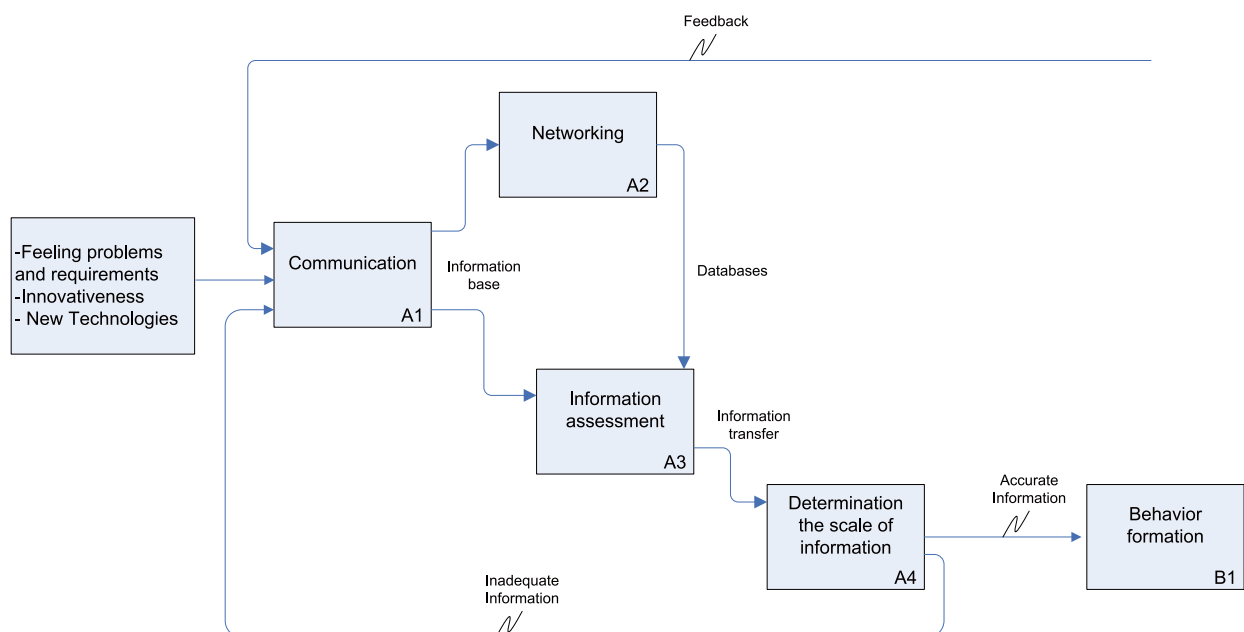 Feedback
Networking
A2
-Feeling problems
and requirements
-Innovativeness
- New Technologies
Communication
A1
Information
base
Databases
Information
assessment
A3
Information
transfer
Determination
the scale of
information
A4
Accurate
Information
Behavior
formation
B1
Inadequate
Information